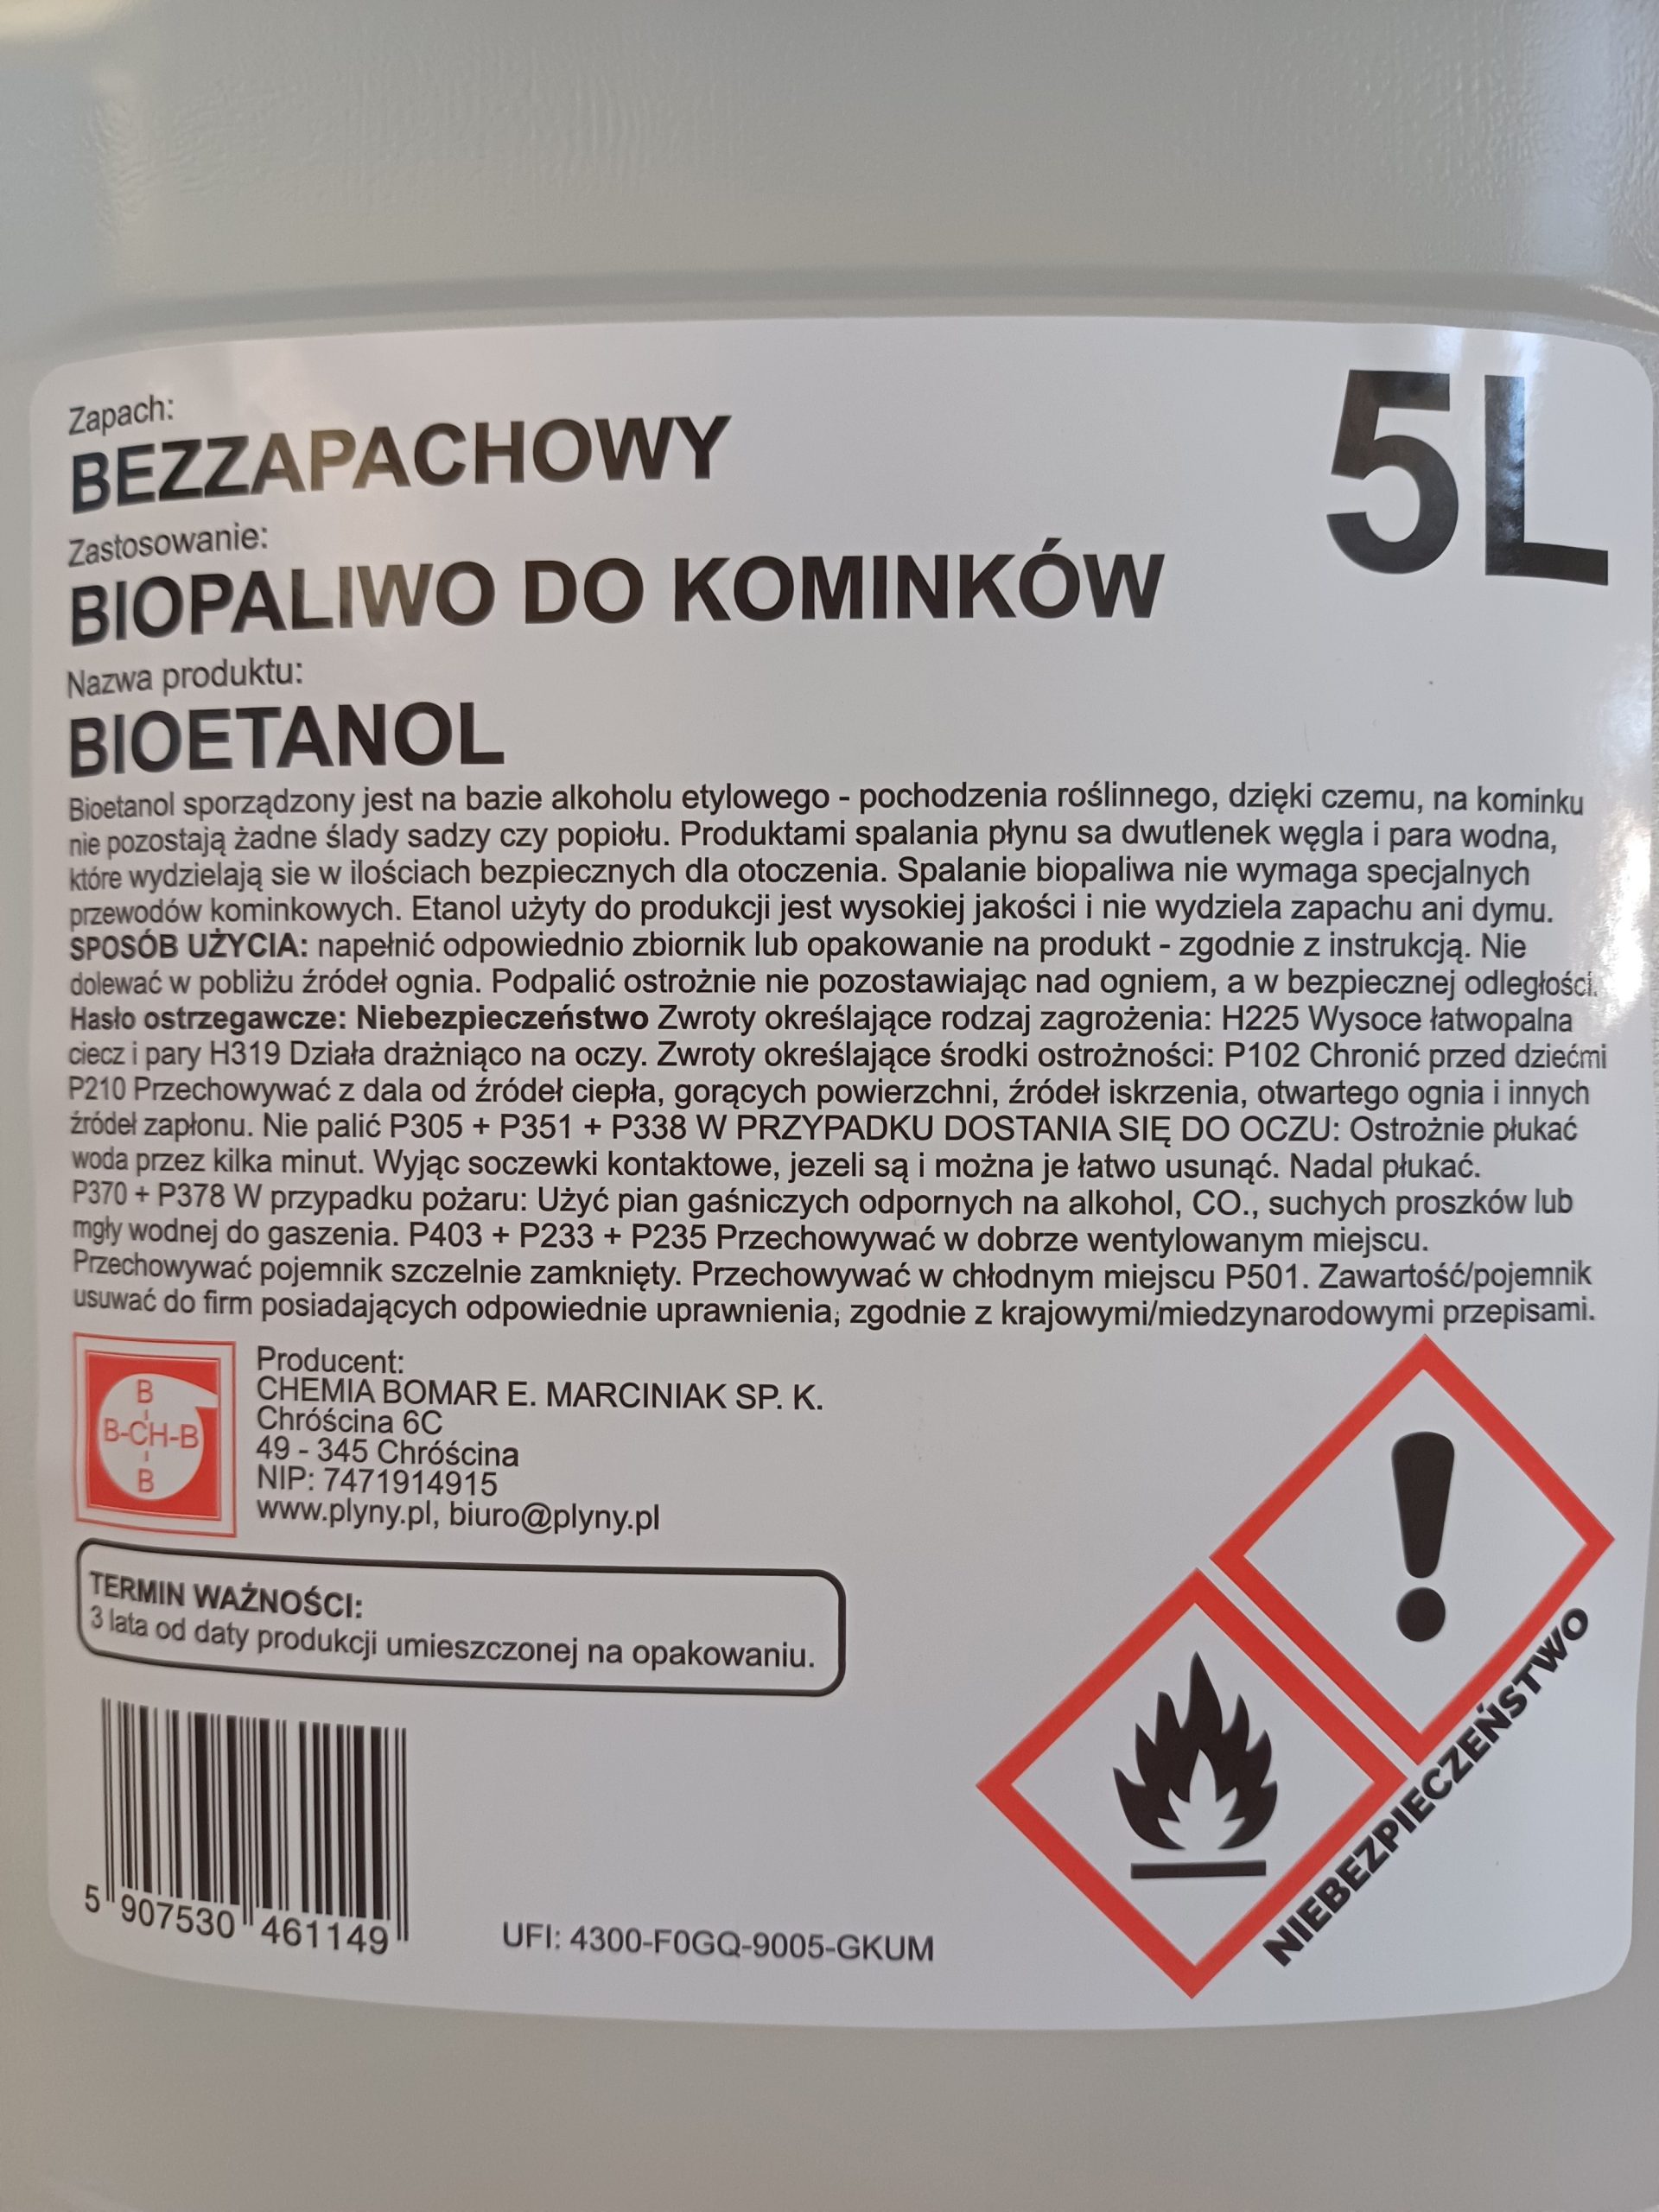 Zapach:
BEZZAPACHOWY
5L
Zastosowanie:
BIOPALIWO DO KOMINKÓW
Nazwa produktu:
BIOETANOL
Bioetanol sporządzony jest na bazie alkoholu etylowego - pochodzenia roślinnego, dzięki czemu, na kominku
nie pozostają żadne ślady sadzy czy popiołu. Produktami spalania płynu sa dwutlenek węgla i para wodna,
które wydzielają sie w ilościach bezpiecznych dla otoczenia. Spalanie biopaliwa nie wymaga specjalnych
przewodów kominkowych. Etanol użyty do produkcji jest wysokiej jakości i nie wydziela zapachu ani dymu.
SPOSÓB UŻYCIA: napełnić odpowiednio zbiornik lub opakowanie na produkt - zgodnie z instrukcją. Nie
dolewać w pobliżu źródeł ognia. Podpalić ostrożnie nie pozostawiając nad ogniem, a w bezpiecznej odległości.
Hasło ostrzegawcze: Niebezpieczeństwo Zwroty określające rodzaj zagrożenia: H225 Wysoce łatwopalna
ciecz i pary H319 Działa drażniąco na oczy. Zwroty określające środki ostrożności: P102 Chronić przed dziećmi
P210 Przechowywać z dala od źródeł ciepła, gorących powierzchni, źródeł iskrzenia, otwartego ognia i innych
źródeł zapłonu. Nie palić P305 + P351 + P338 W PRZYPADKU DOSTANIA SIĘ DO OCZU: Ostrożnie płukać
woda przez kilka minut. Wyjąc soczewki kontaktowe, jezeli są i można je łatwo usunąć. Nadal płukać.
P370 + P378 W przypadku pożaru: Użyć pian gaśniczych odpornych na alkohol, CO., suchych proszków lub
mgły wodnej do gaszenia. P403 + P233 + P235 Przechowywać w dobrze wentylowanym miejscu.
Przechowywać pojemnik szczelnie zamknięty. Przechowywać w chłodnym miejscu P501. Zawartość/pojemnik
usuwać do firm posiadających odpowiednie uprawnienia; zgodnie z krajowymi/miedzynarodowymi przepisami.
B
B-CH-B
B
Producent:
CHEMIA BOMAR E. MARCINIAK SP. K.
Chróścina 6C
49 - 345 Chróścina
NIP: 7471914915
www.plyny.pl, biuro@plyny.pl
TERMIN WAŻNOŚCI:
3 lata od daty produkcji umieszczonej na opakowaniu.
NIEBEZPIECZEŃSTWO
5 907530 461149
UFI: 4300-F0GQ-9005-GKUM